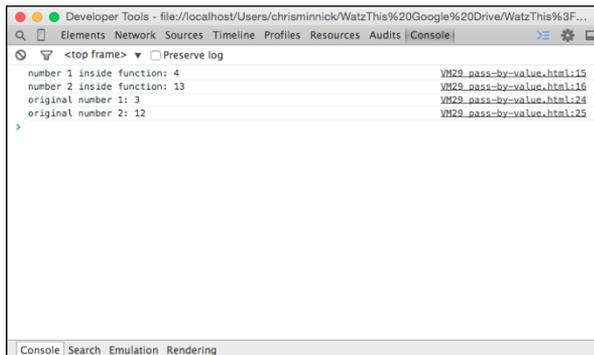 Developer Tools - file://localhost/Users/chrisminnick/WatzThis%20Google%20Drive/WatzThis%3F...
Elements Network Sources Timeline Profiles Resources Audits Console
<top frame> ▼ Preserve log
number 1 inside function: 4 VM29 pass-by-value.html:15
number 2 inside function: 13 VM29 pass-by-value.html:16
original number 1: 3 VM29 pass-by-value.html:24
original number 2: 12 VM29 pass-by-value.html:25
>
Console Search Emulation Rendering